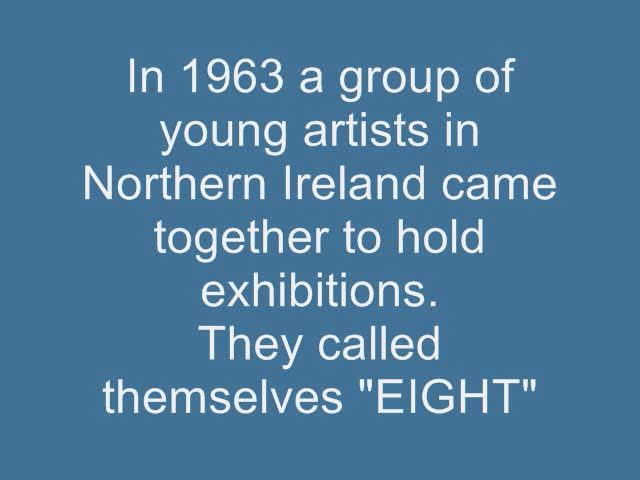 In 1963 a group of
young artists in
Northern Ireland came
together to hold
exhibitions.
They called
themselves "EIGHT"